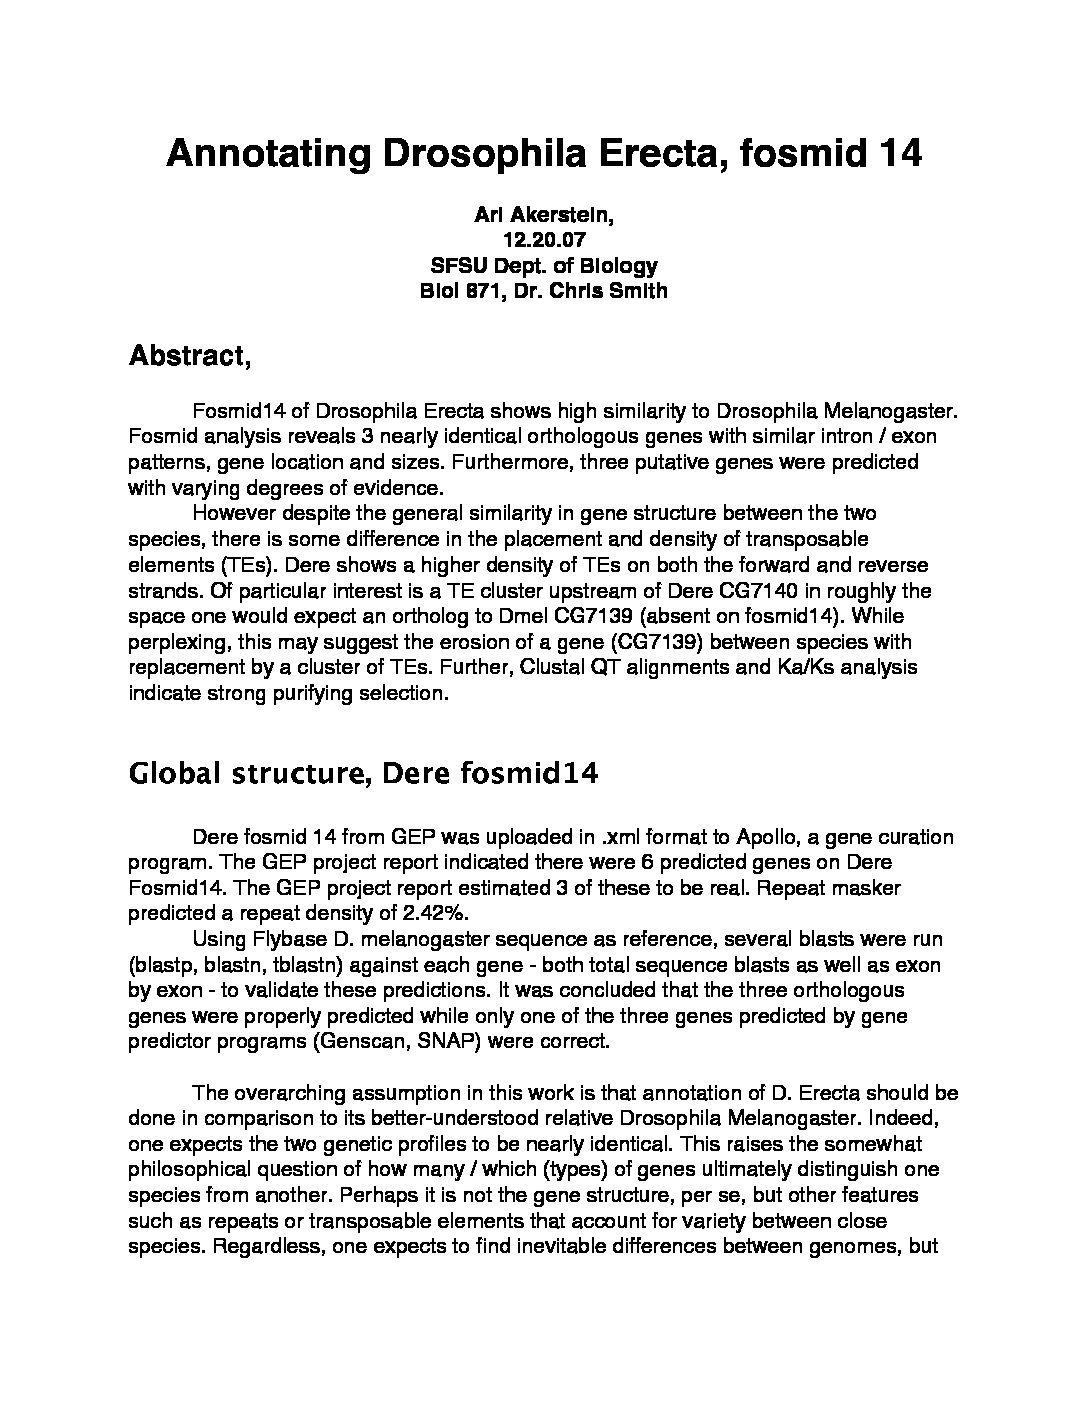 Annotating Drosophila Erecta, fosmid 14
Ari Akerstein,
12.20.07
SFSU Dept. of Biology
Biol 871, Dr. Chris Smith
Abstract,
Fosmid14 of Drosophila Erecta shows high similarity to Drosophila Melanogaster.
Fosmid analysis reveals 3 nearly identical orthologous genes with similar intron / exon
patterns, gene location and sizes. Furthermore, three putative genes were predicted
with varying degrees of evidence.
However despite the general similarity in gene structure between the two
species, there is some difference in the placement and density of transposable
elements (TEs). Dere shows a higher density of TEs on both the forward and reverse
strands. Of particular interest is a TE cluster upstream of Dere CG7140 in roughly the
space one would expect an ortholog to Dmel CG7139 (absent on fosmid14). While
perplexing, this may suggest the erosion of a gene (CG7139) between species with
replacement by a cluster of TEs. Further, Clustal QT alignments and Ka/Ks analysis
indicate strong purifying selection.
Global structure, Dere fosmid14
Dere fosmid 14 from GEP was uploaded in .xml format to Apollo, a gene curation
program. The GEP project report indicated there were 6 predicted genes on Dere
Fosmid14. The GEP project report estimated 3 of these to be real. Repeat masker
predicted a repeat density of 2.42%.
Using Flybase D. melanogaster sequence as reference, several blasts were run
(blastp, blastn, tblastn) against each gene - both total sequence blasts as well as exon
by exon - to validate these predictions. It was concluded that the three orthologous
genes were properly predicted while only one of the three genes predicted by gene
predictor programs (Genscan, SNAP) were correct.
The overarching assumption in this work is that annotation of D. Erecta should be
done in comparison to its better-understood relative Drosophila Melanogaster. Indeed,
one expects the two genetic profiles to be nearly identical. This raises the somewhat
philosophical question of how many / which (types) of genes ultimately distinguish one
species from another. Perhaps it is not the gene structure, per se, but other features
such as repeats or transposable elements that account for variety between close
species. Regardless, one expects to find inevitable differences between genomes, but